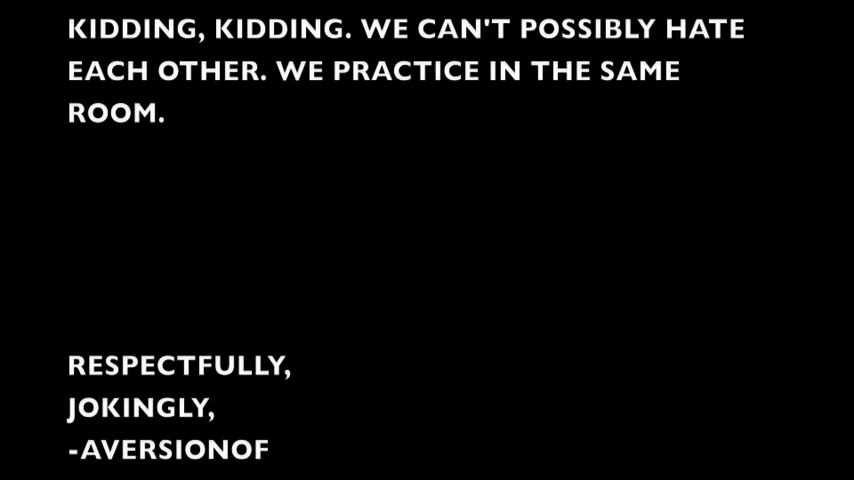 KIDDING, KIDDING. WE CAN'T POSSIBLY HATE
EACH OTHER. WE PRACTICE IN THE SAME
ROOM.
RESPECTFULLY,
JOKINGLY,
-AVERSIONOF